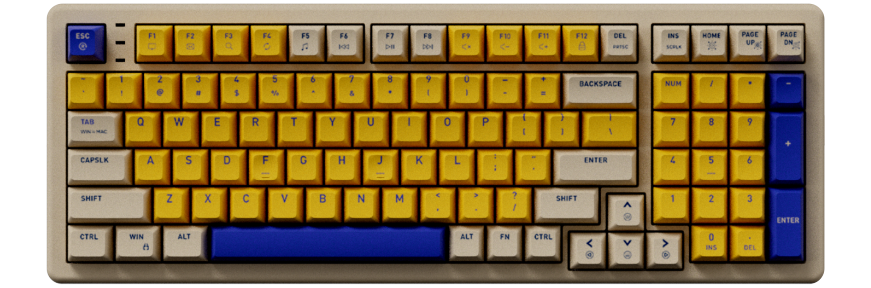 ESC F1 F2 F3 F4 F5 F6 F7 F8 F9 F10 F11 F12 DEL INS HOME PAGE UP PAGE DN
PAUSE SCRLK
~ 1 2 3 4 5 6 7 8 9 0 - + BACKSPACE NUM / * -
! @ # $ % & =
TAB Q W E R T Y U I O P { } \ 7 8 9 +
WIN⇌MAC [ ]
CAPSLK A S D F G H J K L : " ENTER 4 5 6
;
SHIFT Z X C V B N M < > ? SHIFT 1 2 3 ENTER
, . /
CTRL WIN ALT ALT FN CTRL 0 .
INS DEL